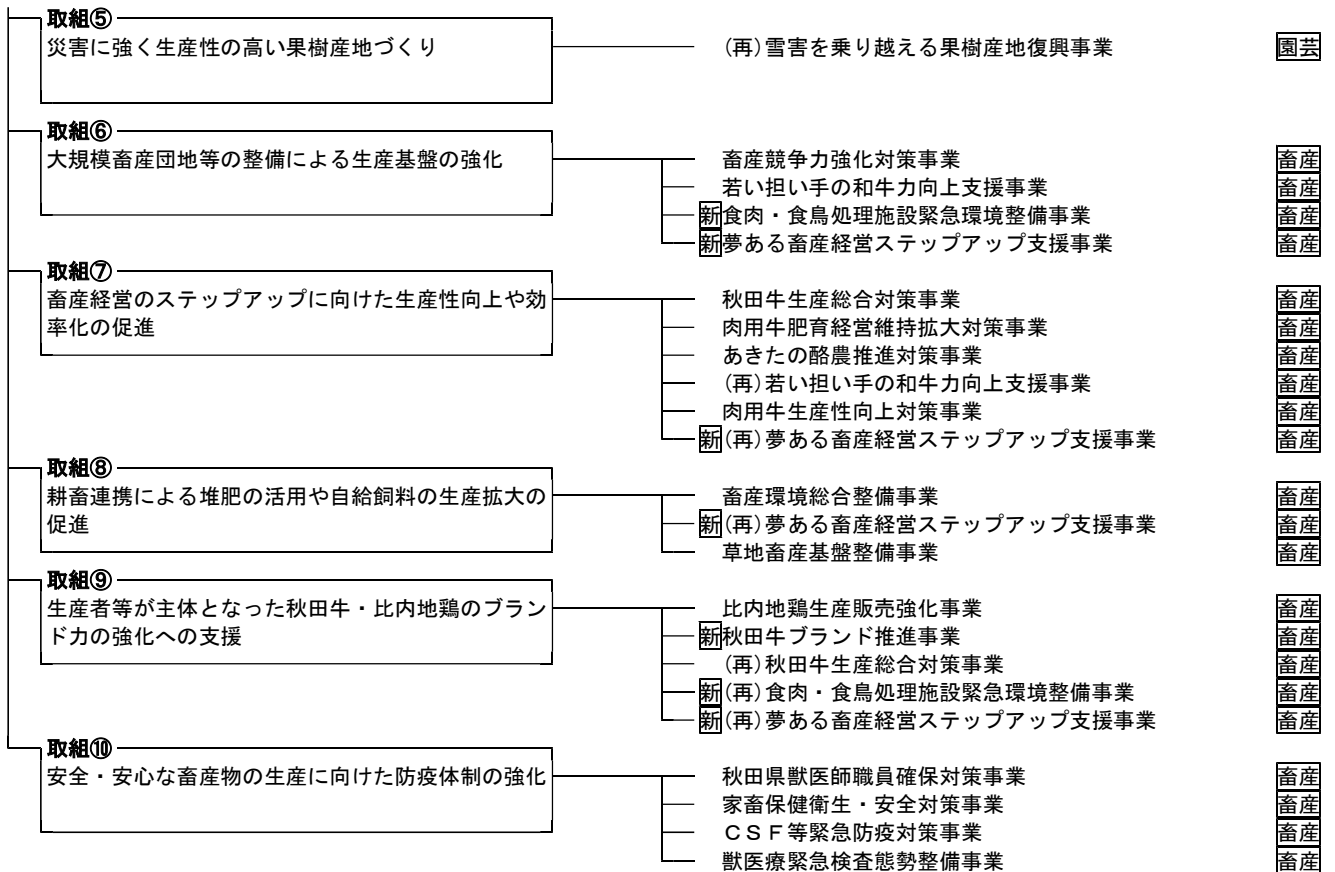 取組⑤
災害に強く生産性の高い果樹産地づくり (再)雪害を乗り越える果樹産地復興事業 園芸
取組⑥
大規模畜産団地等の整備による生産基盤の強化 畜産競争力強化対策事業 畜産
若い担い手の和牛力向上支援事業 畜産
新食肉・食鳥処理施設緊急環境整備事業 畜産
新夢ある畜産経営ステップアップ支援事業 畜産
取組⑦
畜産経営のステップアップに向けた生産性向上や効 秋田牛生産総合対策事業 畜産
率化の促進 肉用牛肥育経営維持拡大対策事業 畜産
あきたの酪農推進対策事業 畜産
(再)若い担い手の和牛力向上支援事業 畜産
肉用牛生産性向上対策事業 畜産
新(再)夢ある畜産経営ステップアップ支援事業 畜産
取組⑧
耕畜連携による堆肥の活用や自給飼料の生産拡大の 畜産環境総合整備事業 畜産
促進 新(再)夢ある畜産経営ステップアップ支援事業 畜産
草地畜産基盤整備事業 畜産
取組⑨
生産者等が主体となった秋田牛・比内地鶏のブラン 比内地鶏生産販売強化事業 畜産
ド力の強化への支援 新秋田牛ブランド推進事業 畜産
(再)秋田牛生産総合対策事業 畜産
新(再)食肉・食鳥処理施設緊急環境整備事業 畜産
新(再)夢ある畜産経営ステップアップ支援事業 畜産
取組⑩
安全・安心な畜産物の生産に向けた防疫体制の強化 秋田県獣医師職員確保対策事業 畜産
家畜保健衛生・安全対策事業 畜産
ＣＳＦ等緊急防疫対策事業 畜産
獣医療緊急検査態勢整備事業 畜産